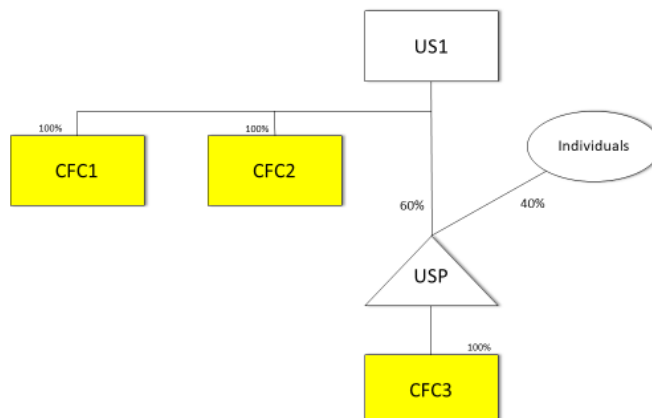 US1
100%
100%
CFC1
CFC2
Individuals
60%
40%
USP
100%
CFC3